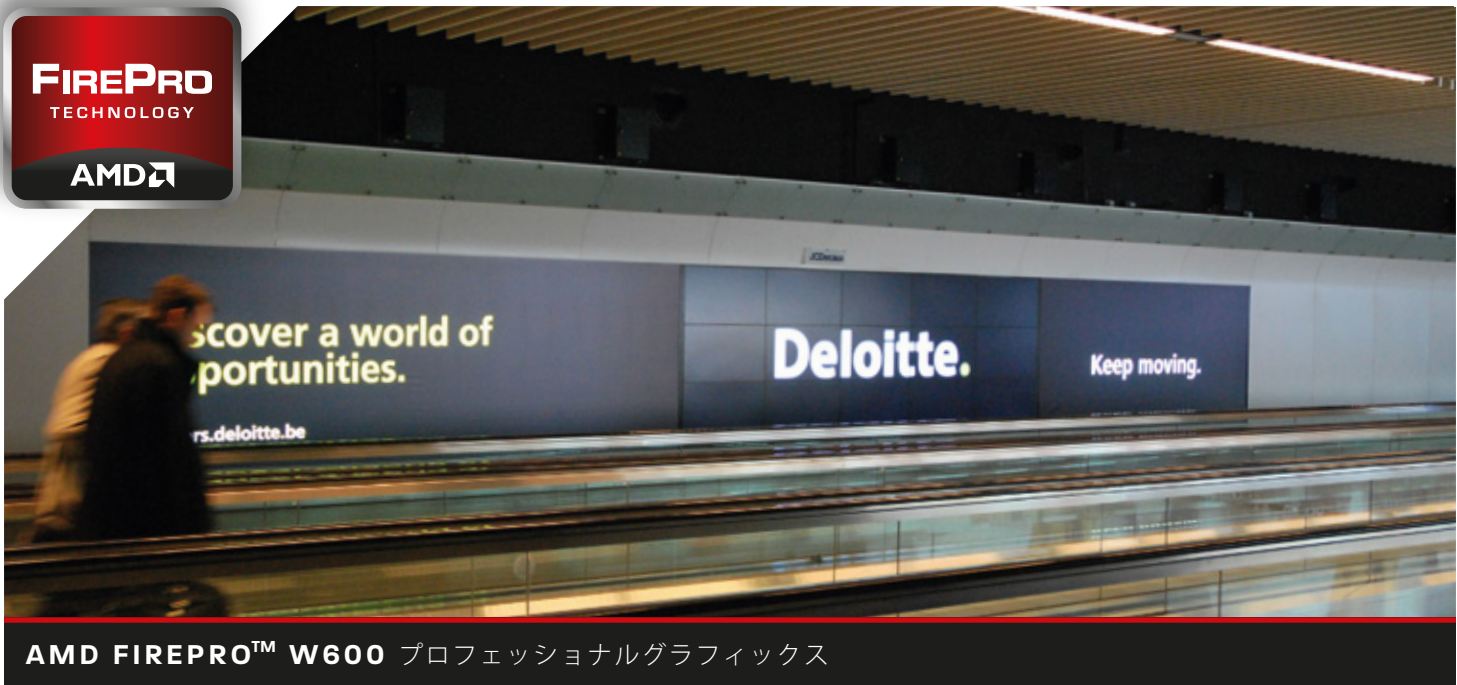 FIREPRO
TECHNOLOGY
AMD
JCDecaux
scover a world of
portunities.
rs.deloitte.be
Deloitte.
Keep moving.
AMD FIREPRO™ W600 プロフェッショナルグラフィックス